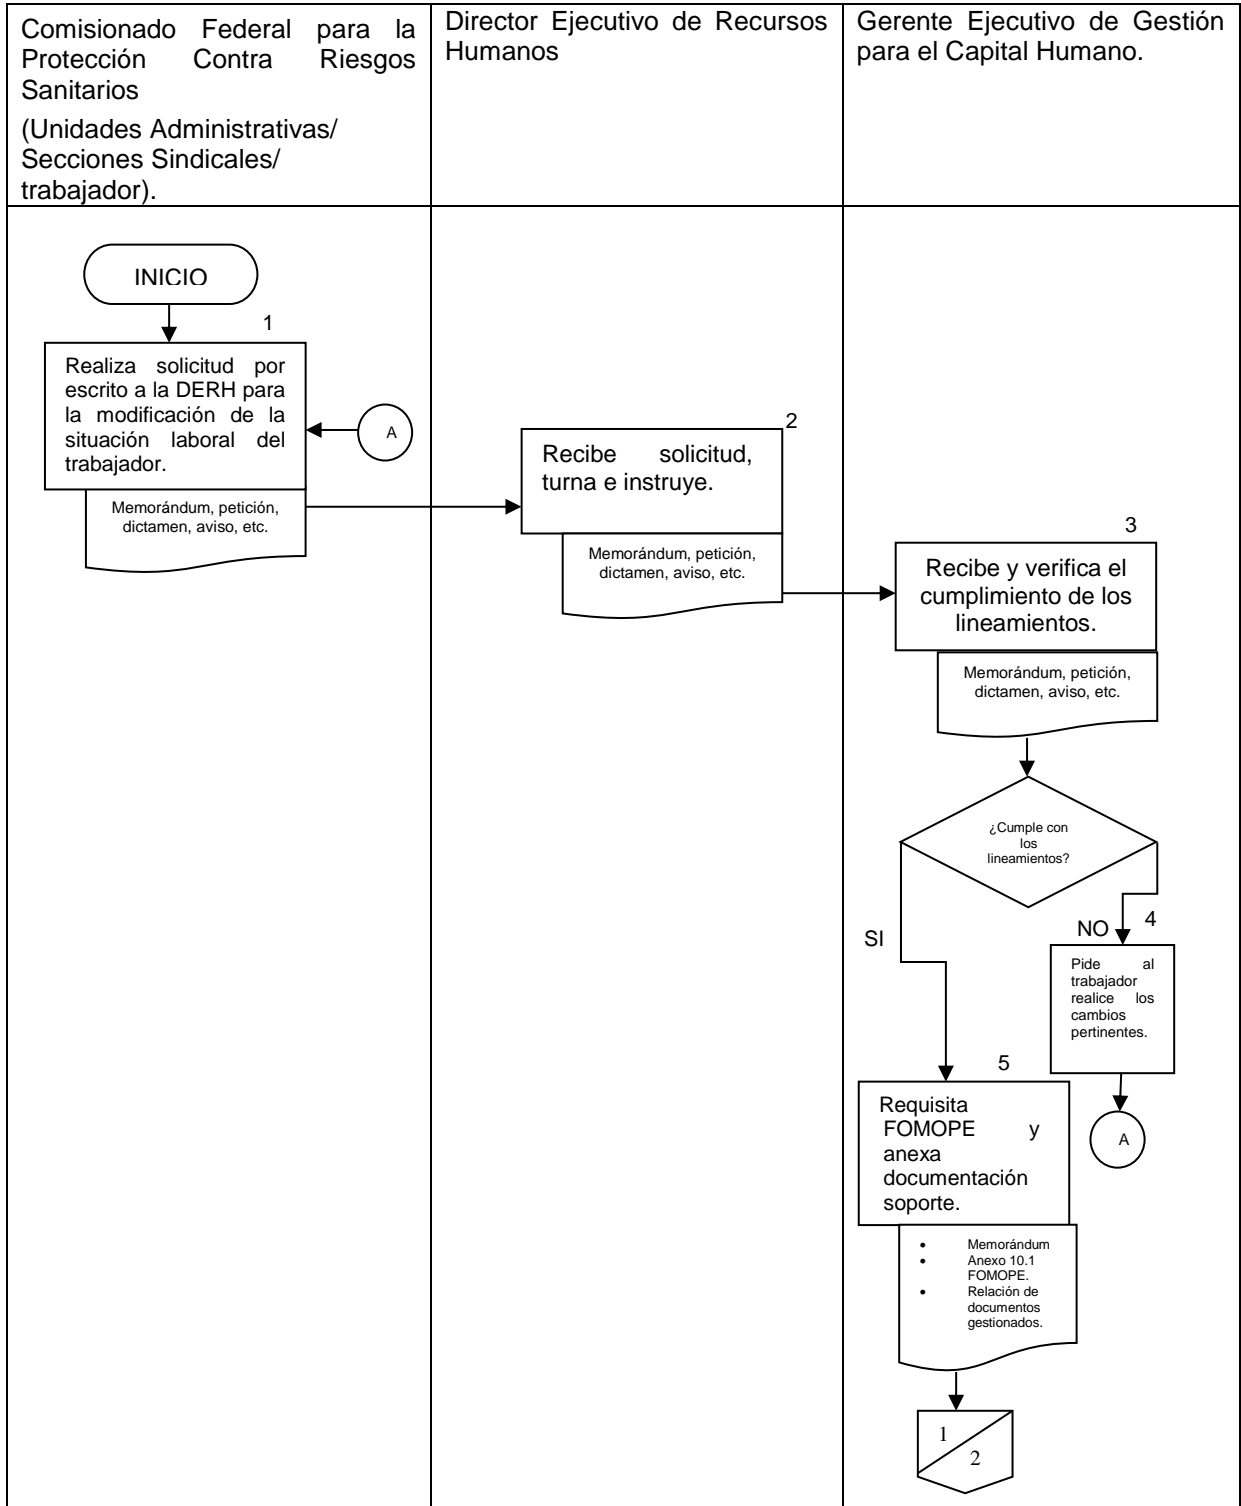 Comisionado Federal para la
Protección Contra Riesgos
Sanitarios
(Unidades Administrativas/
Secciones Sindicales/
trabajador).
Director Ejecutivo de Recursos
Humanos
Gerente Ejecutivo de Gestión
para el Capital Humano.
INICIO
1
Realiza solicitud por
escrito a la DERH para
la modificación de la
situación laboral del
trabajador.
A
Memorándum, petición,
dictamen, aviso, etc.
2
Recibe solicitud,
turna e instruye.
Memorándum, petición,
dictamen, aviso, etc.
3
Recibe y verifica el
cumplimiento de los
lineamientos.
Memorándum, petición,
dictamen, aviso, etc.
¿Cumple con
los
lineamientos?
SI
NO
4
Pide al
trabajador
realice los
cambios
pertinentes.
A
5
Requisita
FOMOPE y
anexa
documentación
soporte.
• Memorándum
• Anexo 10.1
FOMOPE.
• Relación de
documentos
gestionados.
1
2